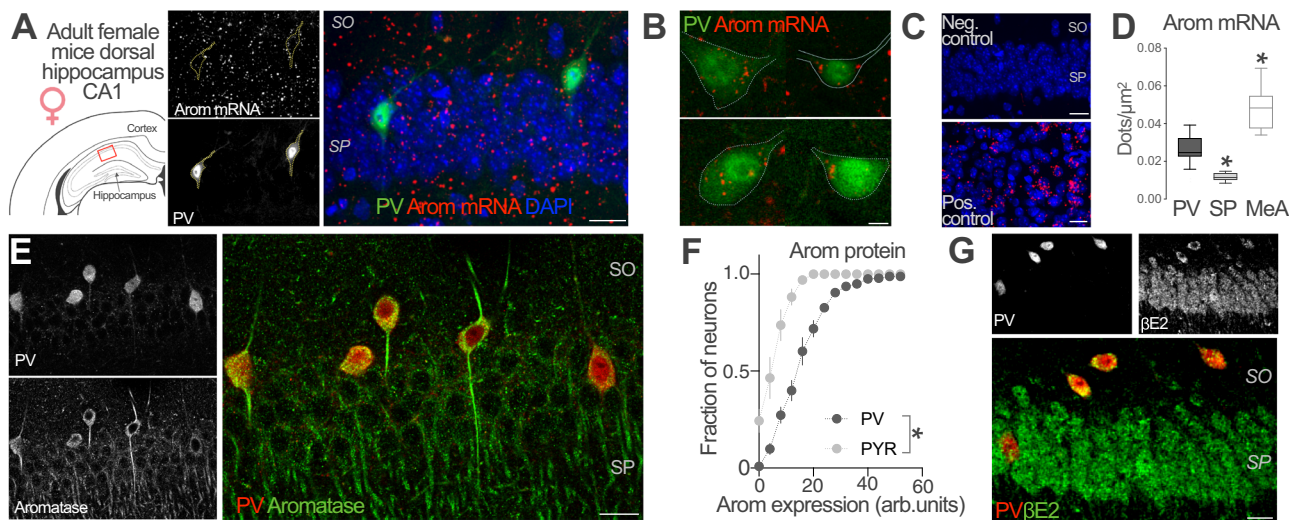 A
Adult female
mice dorsal
hippocampus
CA1
♀
Cortex
Hippocampus
Arom mRNA
PV
SO
SP
PV Arom mRNA DAPI
B
PV Arom mRNA
C
Neg.
control
SO
SP
Pos.
control
D
Arom mRNA
Dots/µm²
0.08
0.06
0.04
0.02
0.00
*
*
PV SP MeA
E
PV
Aromatase
SO
SP
PV Aromatase
F
Arom protein
Fraction of neurons
1.0
0.5
0
PV
PYR
*
0 20 40 60
Arom expression (arb.units)
G
PV
βE2
SO
SP
PVβE2